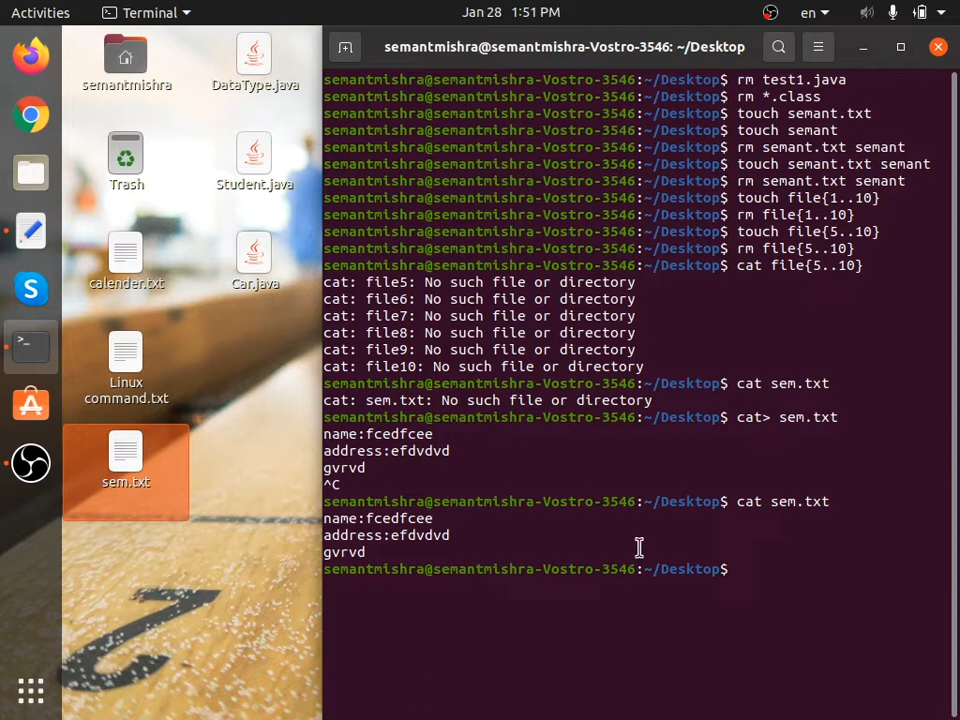 Activities
Terminal
Jan 28 1:51 PM
en
semantmishra
DataType.java
Trash
Student.java
calender.txt
Car.java
Linux
command.txt
sem.txt
semantmishra@semantmishra-Vostro-3546: ~/Desktop
semantmishra@semantmishra-Vostro-3546:~/Desktop$ rm test1.java
semantmishra@semantmishra-Vostro-3546:~/Desktop$ rm *.class
semantmishra@semantmishra-Vostro-3546:~/Desktop$ touch semant.txt
semantmishra@semantmishra-Vostro-3546:~/Desktop$ touch semant
semantmishra@semantmishra-Vostro-3546:~/Desktop$ rm semant.txt semant
semantmishra@semantmishra-Vostro-3546:~/Desktop$ touch semant.txt semant
semantmishra@semantmishra-Vostro-3546:~/Desktop$ rm semant.txt semant
semantmishra@semantmishra-Vostro-3546:~/Desktop$ touch file{1..10}
semantmishra@semantmishra-Vostro-3546:~/Desktop$ rm file{1..10}
semantmishra@semantmishra-Vostro-3546:~/Desktop$ touch file{5..10}
semantmishra@semantmishra-Vostro-3546:~/Desktop$ rm file{5..10}
semantmishra@semantmishra-Vostro-3546:~/Desktop$ cat file{5..10}
cat: file5: No such file or directory
cat: file6: No such file or directory
cat: file7: No such file or directory
cat: file8: No such file or directory
cat: file9: No such file or directory
cat: file10: No such file or directory
semantmishra@semantmishra-Vostro-3546:~/Desktop$ cat sem.txt
cat: sem.txt: No such file or directory
semantmishra@semantmishra-Vostro-3546:~/Desktop$ cat> sem.txt
name:fcedfcee
address:efdvdvd
gvrvd
^C
semantmishra@semantmishra-Vostro-3546:~/Desktop$ cat sem.txt
name:fcedfcee
address:efdvdvd
gvrvd
semantmishra@semantmishra-Vostro-3546:~/Desktop$